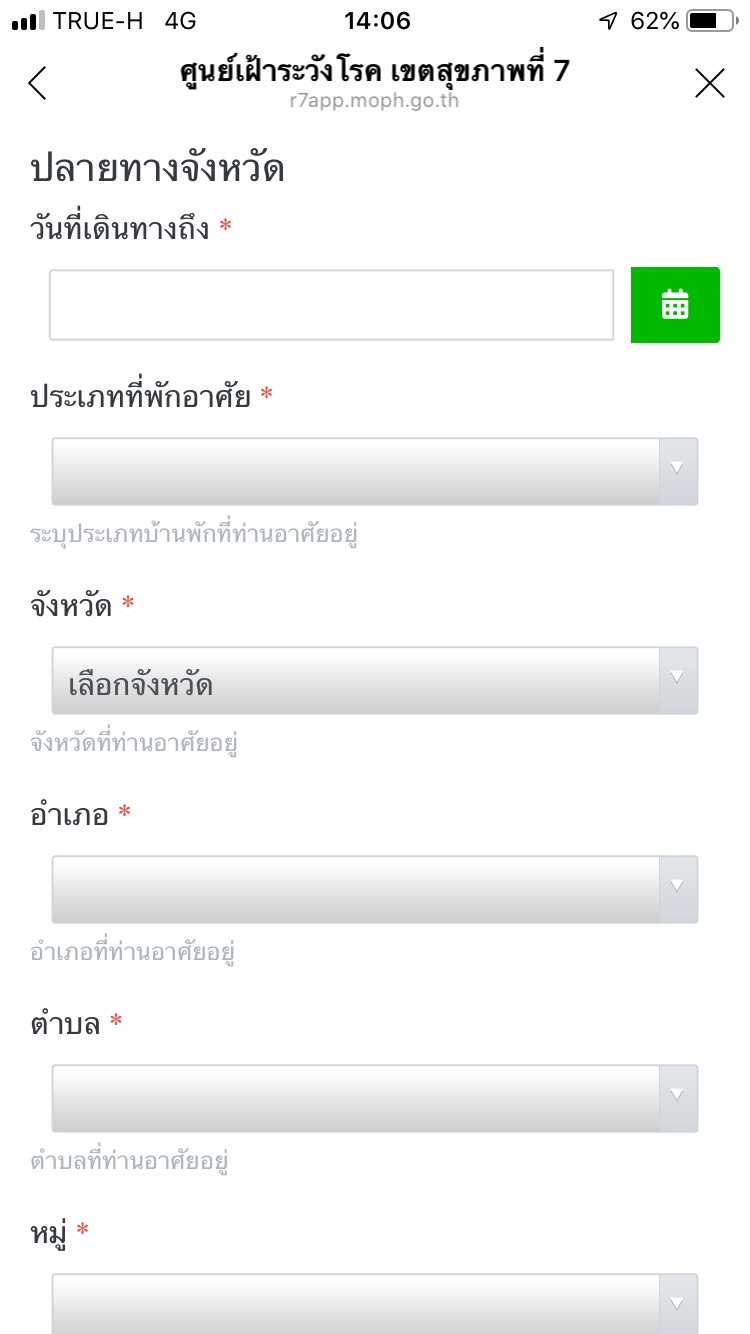 TRUE-H 4G 14:06 62%
ศูนย์เฝ้าระวังโรค เขตสุขภาพที่ 7
r7app.moph.go.th
ปลายทางจังหวัด
วันที่เดินทางถึง *
ประเภทที่พักอาศัย *
ระบุประเภทบ้านพักที่ท่านอาศัยอยู่
จังหวัด *
เลือกจังหวัด
จังหวัดที่ท่านอาศัยอยู่
อำเภอ *
อำเภอที่ท่านอาศัยอยู่
ตำบล *
ตำบลที่ท่านอาศัยอยู่
หมู่ *